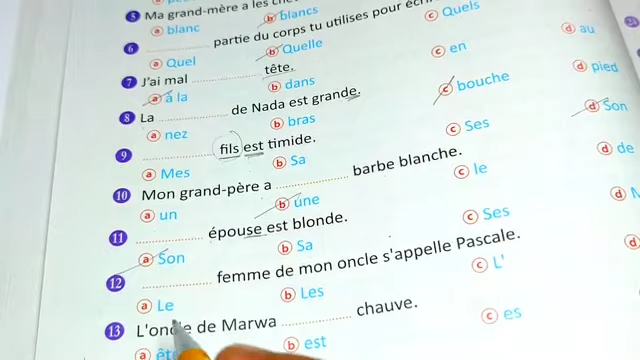 5 Ma grand-mère a les
a blanc b blancs c Quels
6 ............ partie du corps tu utilises pour
a Quel b Quelle c en d au
7 J'ai mal ............ tête.
a à la b dans c bouche d pied
8 La ............ de Nada est grande.
a nez b bras c Ses d Son
9 ............ fils est timide.
a Mes b Sa c le d de
10 Mon grand-père a ............ barbe blanche.
a un b une c Ses
11 ............ épouse est blonde.
a Son b Sa c L'
12 ............ femme de mon oncle s'appelle Pascale.
a Le b Les c es
13 L'oncle de Marwa ............ chauve.
a b est